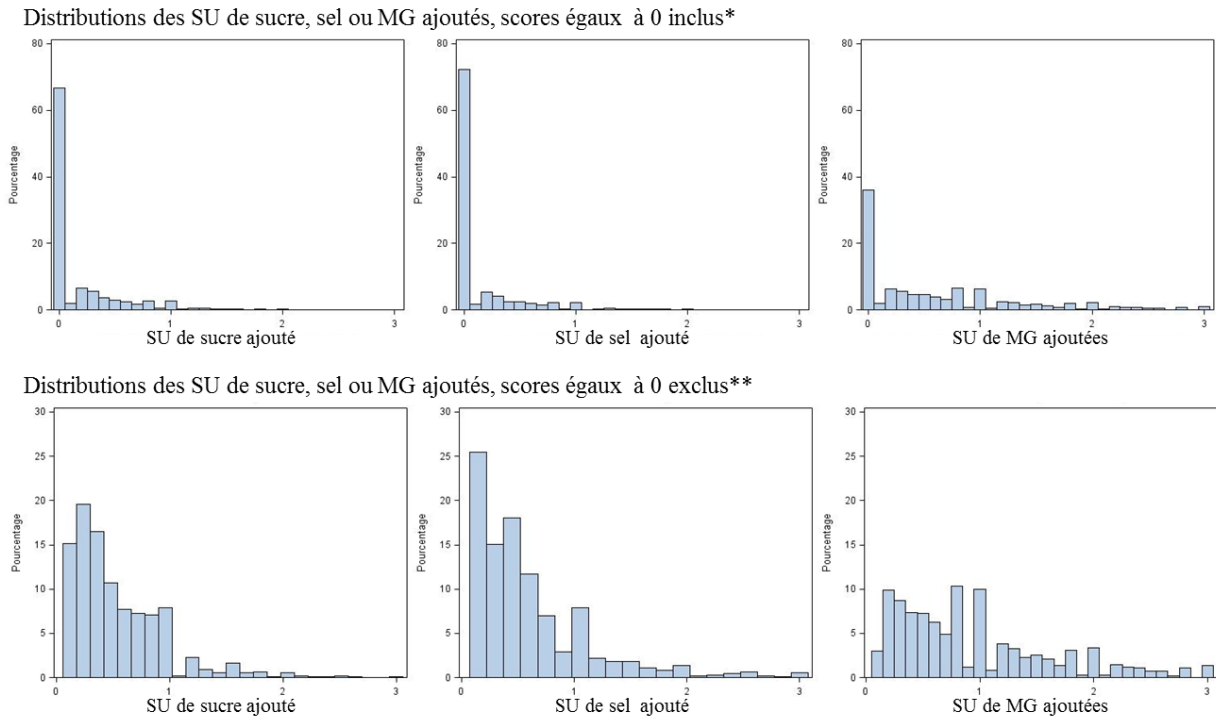 Distributions des SU de sucre, sel ou MG ajoutés, scores égaux à 0 inclus*
80
60
40
20
0
Pourcentage
0 1 2 3
SU de sucre ajouté
80
60
40
20
0
Pourcentage
0 1 2 3
SU de sel ajouté
80
60
40
20
0
Pourcentage
0 1 2 3
SU de MG ajoutées
Distributions des SU de sucre, sel ou MG ajoutés, scores égaux à 0 exclus**
30
25
20
15
10
5
0
Pourcentage
0 1 2 3
SU de sucre ajouté
30
25
20
15
10
5
0
Pourcentage
0 1 2 3
SU de sel ajouté
30
25
20
15
10
5
0
Pourcentage
0 1 2 3
SU de MG ajoutées